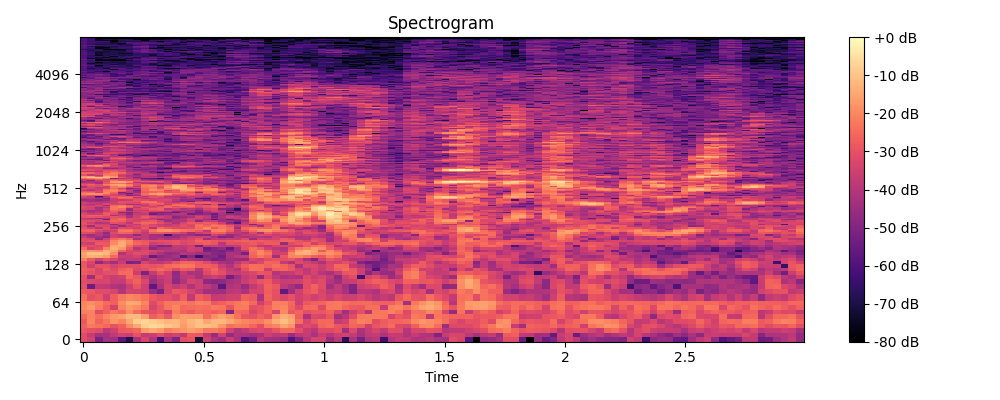 Spectrogram
Hz
4096
2048
1024
512
256
128
64
0
0
0.5
1
1.5
2
2.5
Time
+0 dB
-10 dB
-20 dB
-30 dB
-40 dB
-50 dB
-60 dB
-70 dB
-80 dB